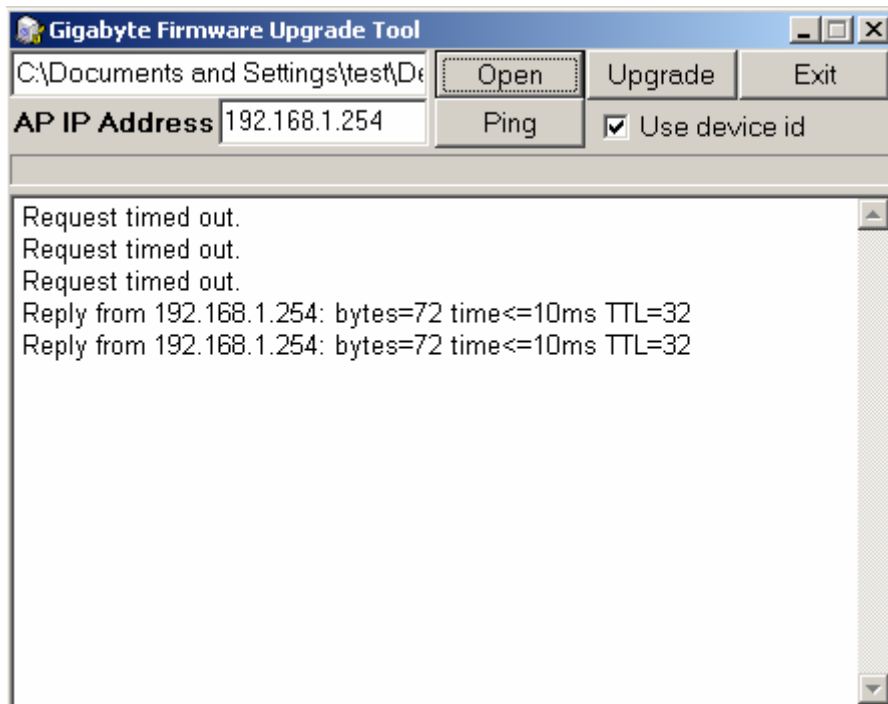 Gigabyte Firmware Upgrade Tool
C:\Documents and Settings\test\De Open Upgrade Exit
AP IP Address 192.168.1.254 Ping Use device id
Request timed out.
Request timed out.
Request timed out.
Reply from 192.168.1.254: bytes=72 time<=10ms TTL=32
Reply from 192.168.1.254: bytes=72 time<=10ms TTL=32